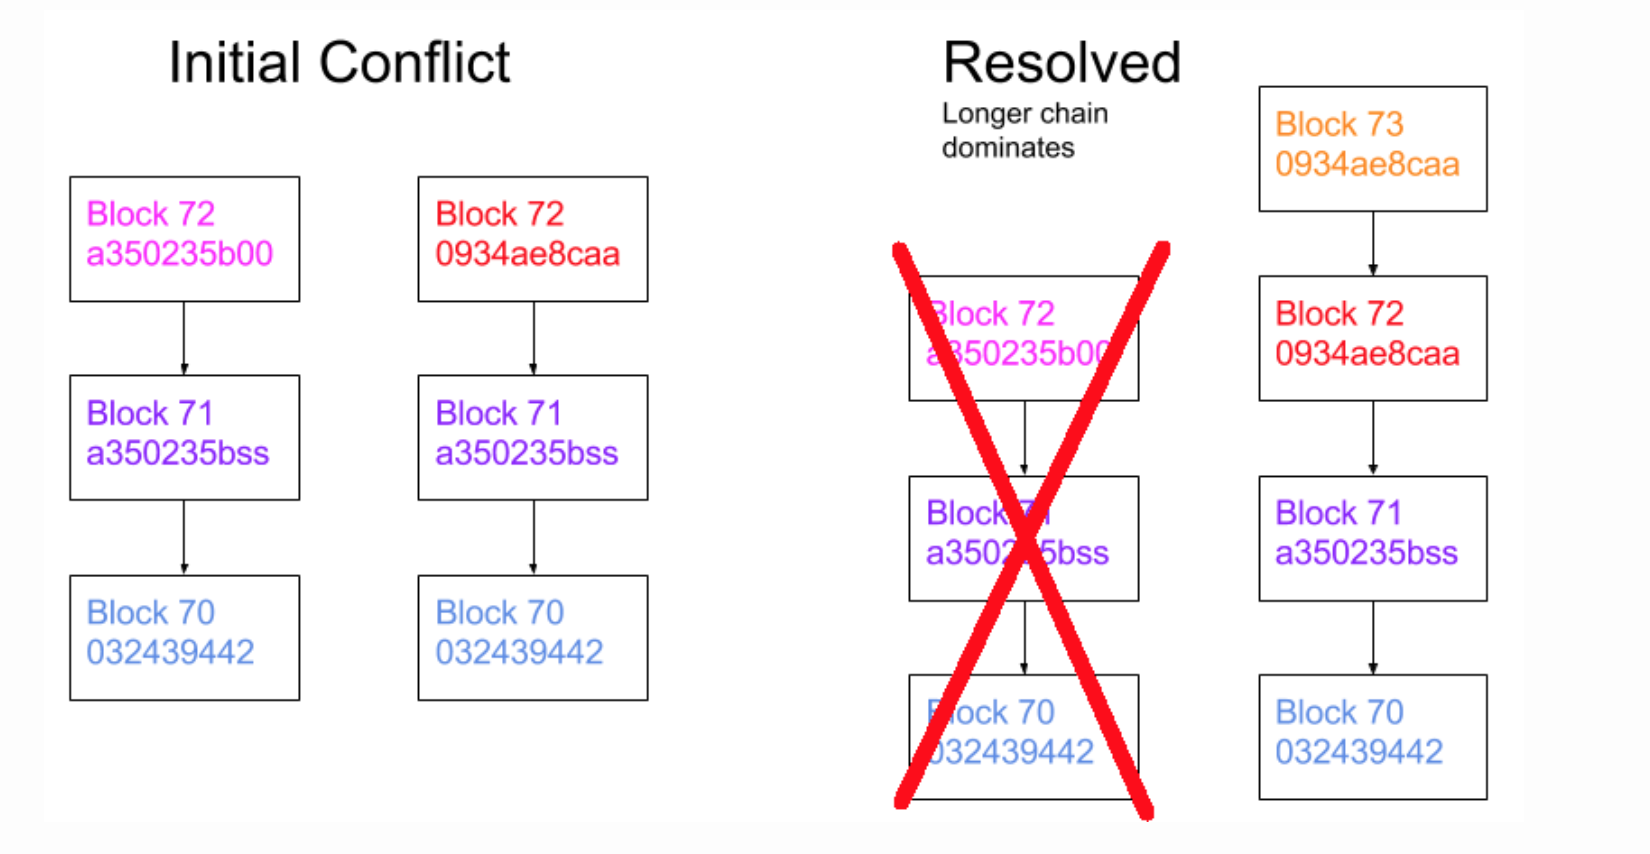 Initial Conflict
Block 72
a350235b00
Block 71
a350235bss
Block 70
032439442
Block 72
0934ae8caa
Block 71
a350235bss
Block 70
032439442
Resolved
Longer chain
dominates
Block 72
a350235b00
Block 71
a350235bss
Block 70
032439442
Block 73
0934ae8caa
Block 72
0934ae8caa
Block 71
a350235bss
Block 70
032439442